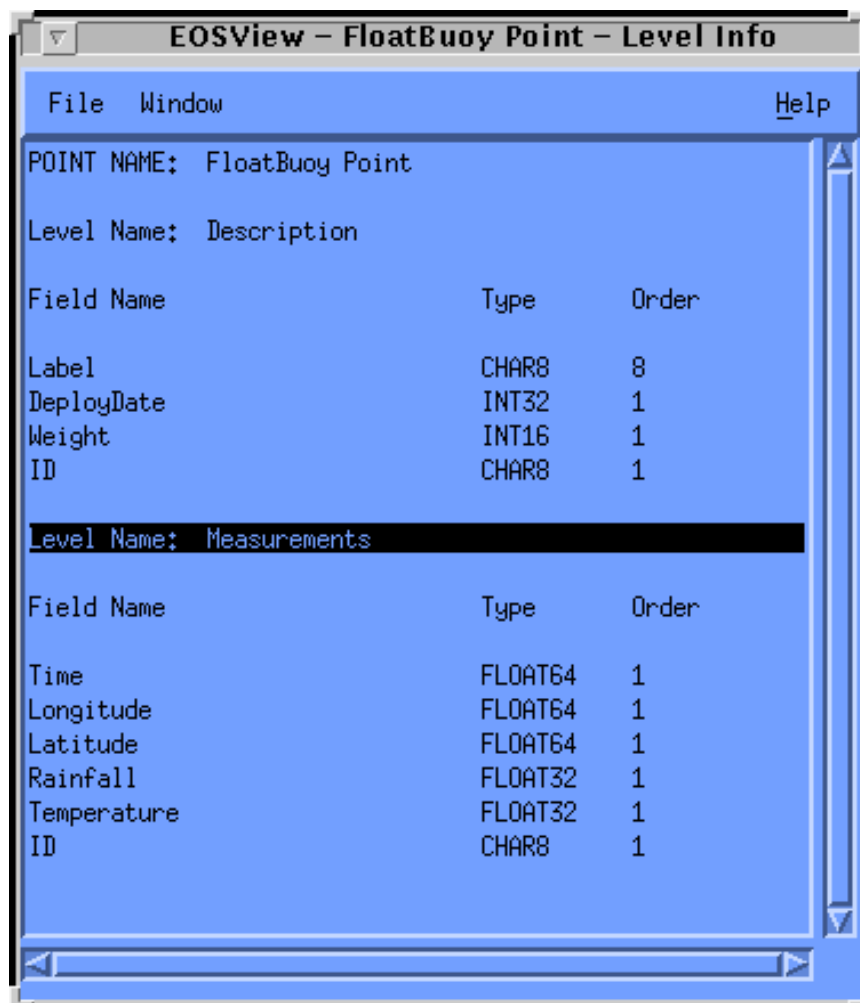 EOSView – FloatBuoy Point – Level Info
File Window Help
POINT NAME: FloatBuoy Point
Level Name: Description
Field Name Type Order
Label CHAR8 8
DeployDate INT32 1
Weight INT16 1
ID CHAR8 1
Level Name: Measurements
Field Name Type Order
Time FLOAT64 1
Longitude FLOAT64 1
Latitude FLOAT64 1
Rainfall FLOAT32 1
Temperature FLOAT32 1
ID CHAR8 1